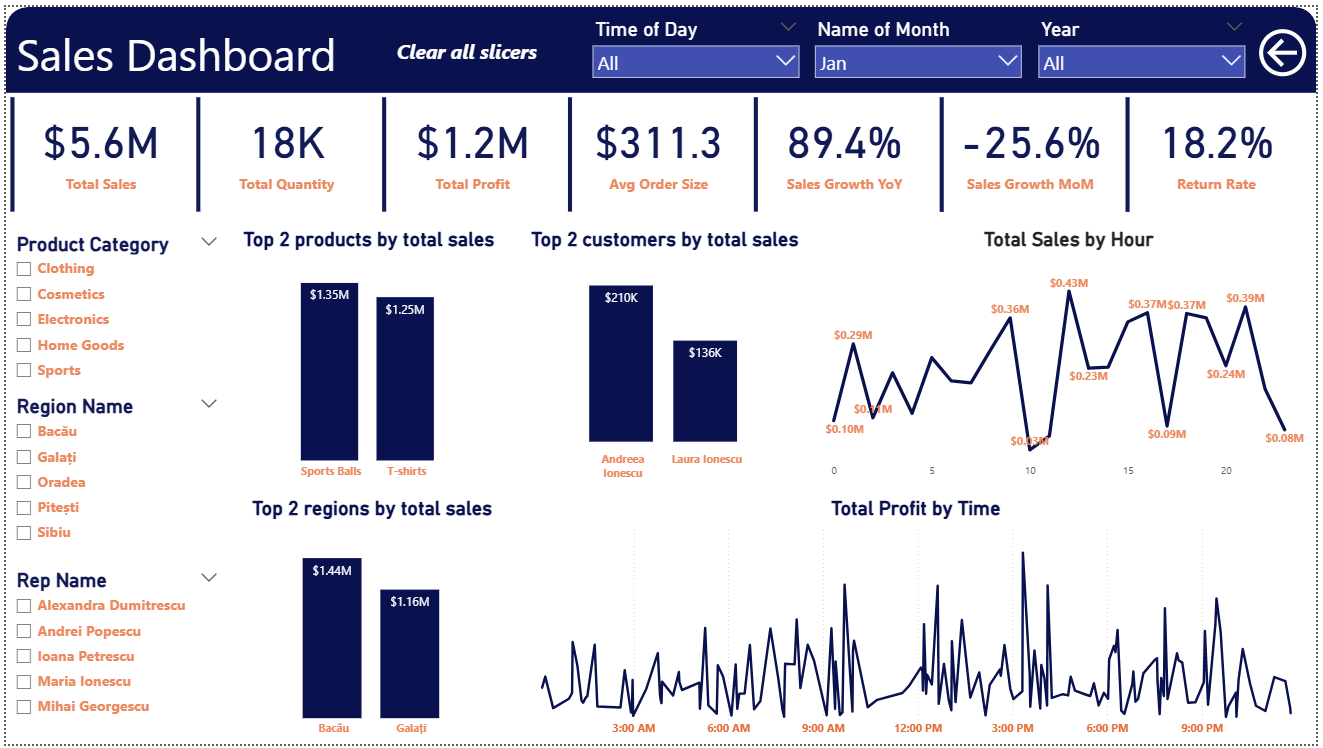 Sales Dashboard
Clear all slicers
Time of Day
All
Name of Month
Jan
Year
All
$5.6M
Total Sales
18K
Total Quantity
$1.2M
Total Profit
$311.3
Avg Order Size
89.4%
Sales Growth YoY
-25.6%
Sales Growth MoM
18.2%
Return Rate
Product Category
Clothing
Cosmetics
Electronics
Home Goods
Sports
Region Name
Bacău
Galați
Oradea
Pitești
Sibiu
Rep Name
Alexandra Dumitrescu
Andrei Popescu
Ioana Petrescu
Maria Ionescu
Mihai Georgescu
Top 2 products by total sales
$1.35M
$1.25M
Sports Balls
T-shirts
Top 2 customers by total sales
$210K
$136K
Andreea
Ionescu
Laura Ionescu
Total Sales by Hour
$0.10M
$0.29M
$0.11M
$0.36M
$0.03M
$0.43M
$0.23M
$0.37M
$0.09M
$0.37M
$0.24M
$0.39M
$0.08M
0
5
10
15
20
Top 2 regions by total sales
$1.44M
$1.16M
Bacău
Galați
Total Profit by Time
3:00 AM
6:00 AM
9:00 AM
12:00 PM
3:00 PM
6:00 PM
9:00 PM